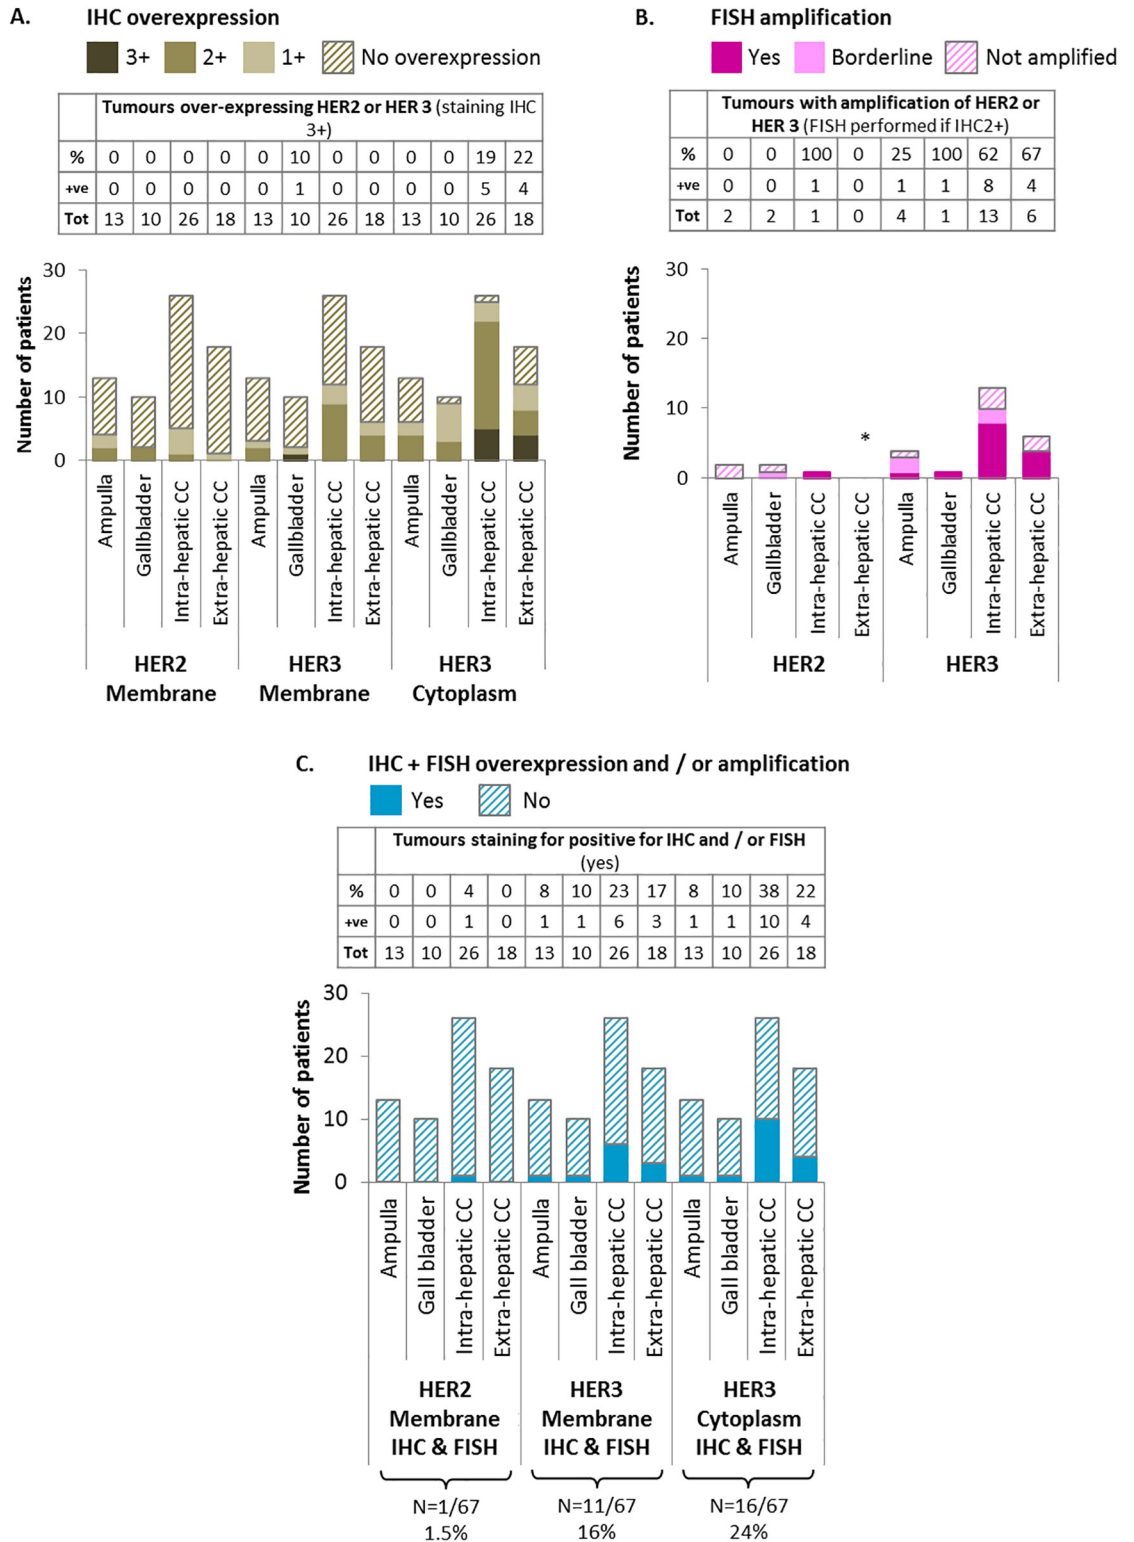 A. IHC overexpression
3+ 2+ 1+ No overexpression
Tumours over-expressing HER2 or HER 3 (staining IHC
3+)
% 0 0 0 0 0 10 0 0 0 0 19 22
+ve 0 0 0 0 0 1 0 0 0 0 5 4
Tot 13 10 26 18 13 10 26 18 13 10 26 18
Number of patients
30
20
10
0
Ampulla
Gallbladder
Intra-hepatic CC
Extra-hepatic CC
Ampulla
Gallbladder
Intra-hepatic CC
Extra-hepatic CC
Ampulla
Gallbladder
Intra-hepatic CC
Extra-hepatic CC
HER2
Membrane
HER3
Membrane
HER3
Cytoplasm
B. FISH amplification
Yes Borderline Not amplified
Tumours with amplification of HER2 or
HER 3 (FISH performed if IHC2+)
% 0 0 100 0 25 100 62 67
+ve 0 0 1 0 1 1 8 4
Tot 2 2 1 0 4 1 13 6
Number of patients
30
20
10
0
*
Ampulla
Gallbladder
Intra-hepatic CC
Extra-hepatic CC
Ampulla
Gallbladder
Intra-hepatic CC
Extra-hepatic CC
HER2
HER3
C. IHC + FISH overexpression and / or amplification
Yes No
Tumours staining for positive for IHC and / or FISH
(yes)
% 0 0 4 0 8 10 23 17 8 10 38 22
+ve 0 0 1 0 1 1 6 3 1 1 10 4
Tot 13 10 26 18 13 10 26 18 13 10 26 18
Number of patients
30
20
10
0
Ampulla
Gall bladder
Intra-hepatic CC
Extra-hepatic CC
Ampulla
Gall bladder
Intra-hepatic CC
Extra-hepatic CC
Ampulla
Gall bladder
Intra-hepatic CC
Extra-hepatic CC
HER2
Membrane
IHC & FISH
HER3
Membrane
IHC & FISH
HER3
Cytoplasm
IHC & FISH
N=1/67
1.5%
N=11/67
16%
N=16/67
24%